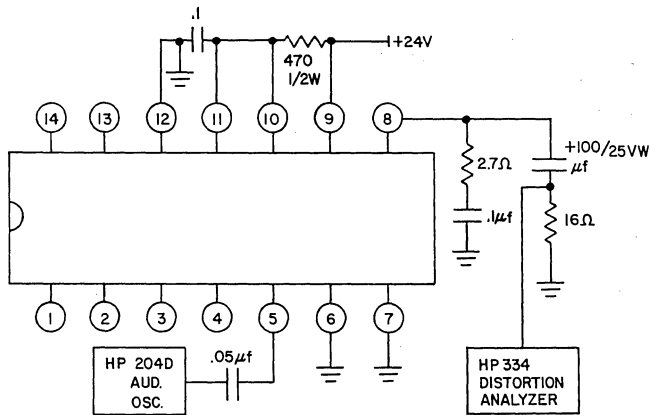 .1
+24V
470
1/2W
14
13
12
11
10
9
8
2.7Ω
+100/25VW
μf
.1μf
16Ω
1
2
3
4
5
6
7
HP 204D
AUD.
OSC.
.05μf
HP 334
DISTORTION
ANALYZER